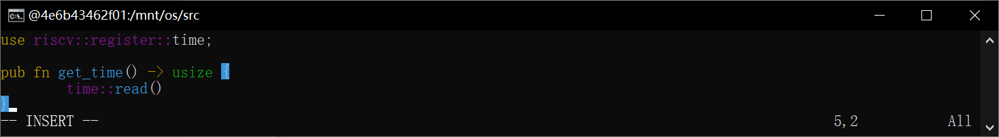 @4e6b43462f01:/mnt/os/src
use riscv::register::time;
pub fn get_time() -> usize {
        time::read()
}
-- INSERT -- 5,2 All